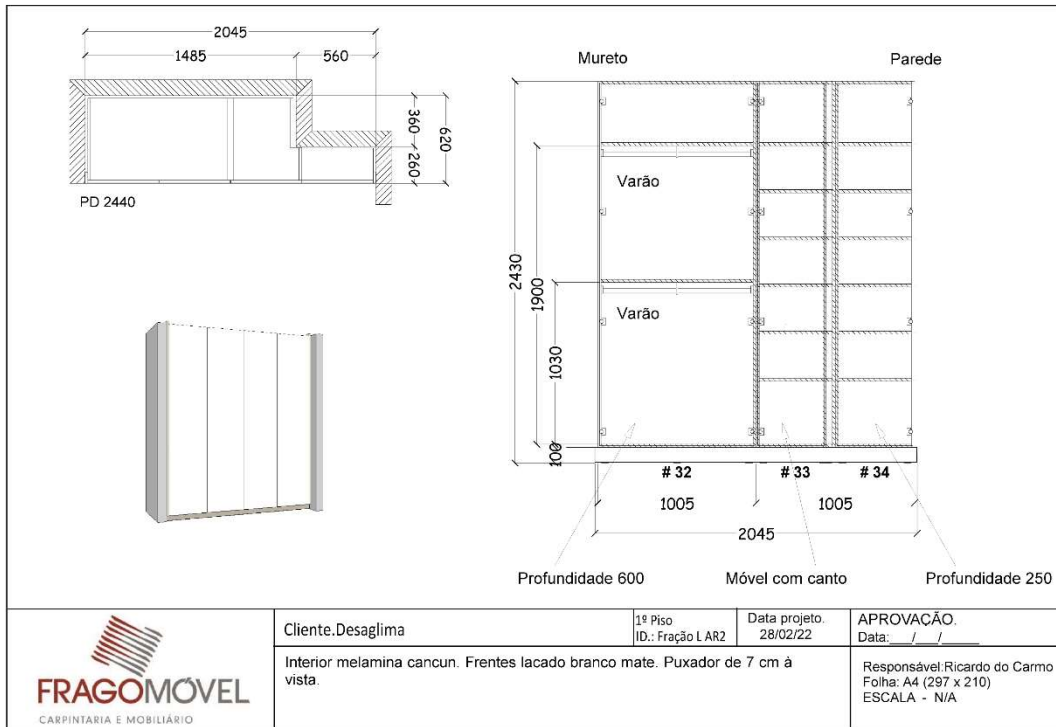 2045
1485
560
360
620
260
PD 2440
Mureto
Parede
Varão
Varão
2430
1900
1030
100
# 32
# 33
# 34
1005
1005
2045
Profundidade 600
Móvel com canto
Profundidade 250
FRAGOMÓVEL
CARPINTARIA E MOBILIÁRIO
Cliente.Desaglima
1º Piso
ID.: Fração L AR2
Data projeto.
28/02/22
APROVAÇÃO.
Data:___/___/_____
Interior melamina cancun. Frentes lacado branco mate. Puxador de 7 cm à
vista.
Responsável:Ricardo do Carmo
Folha: A4 (297 x 210)
ESCALA - N/A